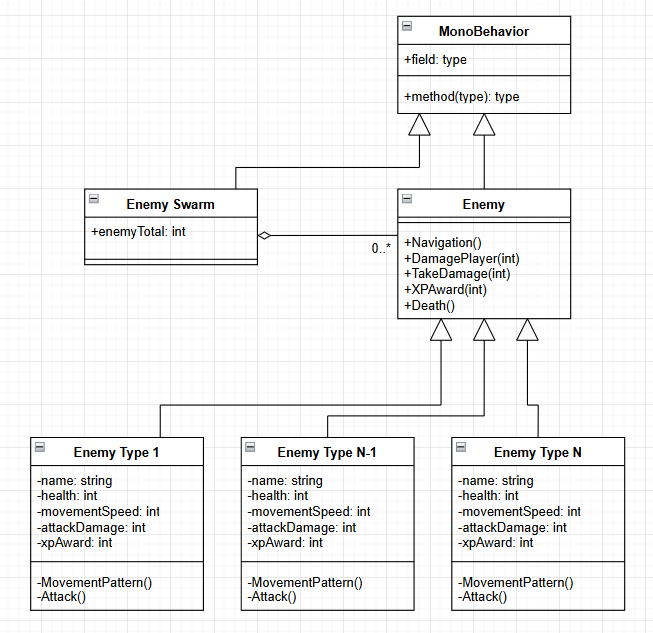 MonoBehavior
+field: type
+method(type): type
Enemy Swarm
+enemyTotal: int
0..*
Enemy
+Navigation()
+DamagePlayer(int)
+TakeDamage(int)
+XPAward(int)
+Death()
Enemy Type 1
-name: string
-health: int
-movementSpeed: int
-attackDamage: int
-xpAward: int
-MovementPattern()
-Attack()
Enemy Type N-1
-name: string
-health: int
-movementSpeed: int
-attackDamage: int
-xpAward: int
-MovementPattern()
-Attack()
Enemy Type N
-name: string
-health: int
-movementSpeed: int
-attackDamage: int
-xpAward: int
-MovementPattern()
-Attack()